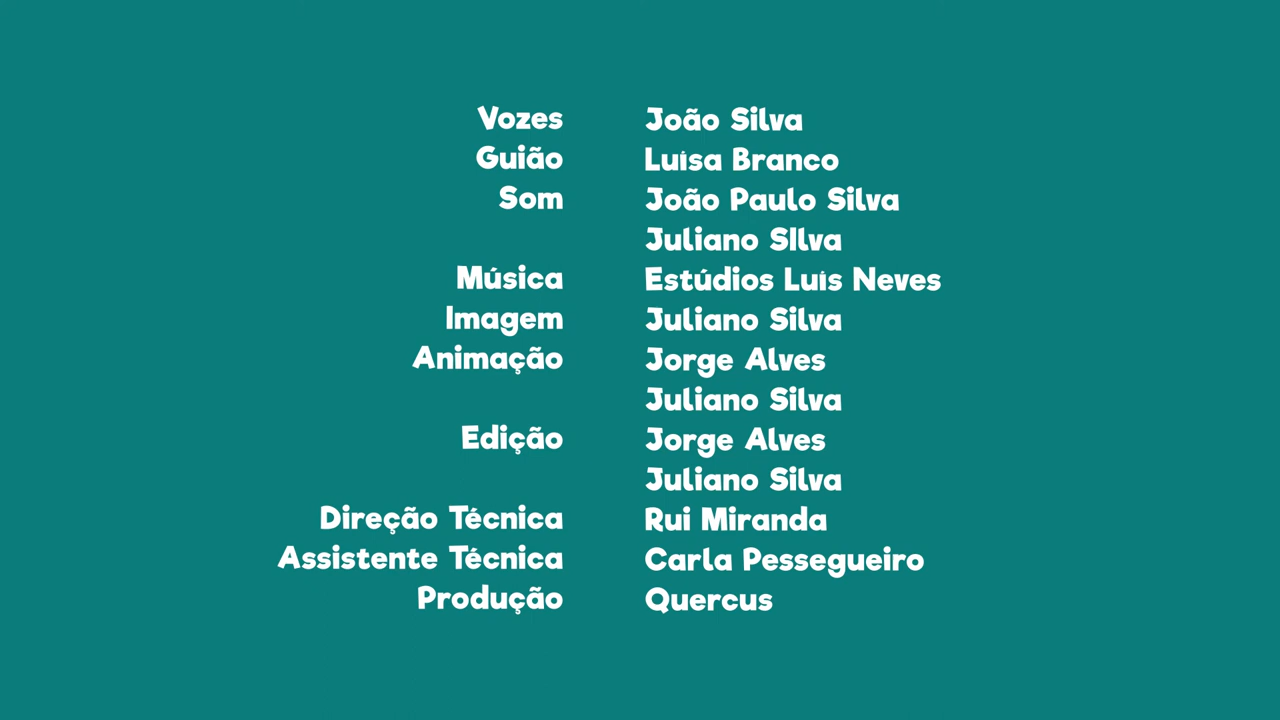 Vozes João Silva
Guião Luísa Branco
Som João Paulo Silva
Juliano SIlva
Música Estúdios Luís Neves
Imagem Juliano Silva
Animação Jorge Alves
Juliano Silva
Edição Jorge Alves
Juliano Silva
Direção Técnica Rui Miranda
Assistente Técnica Carla Pessegueiro
Produção Quercus